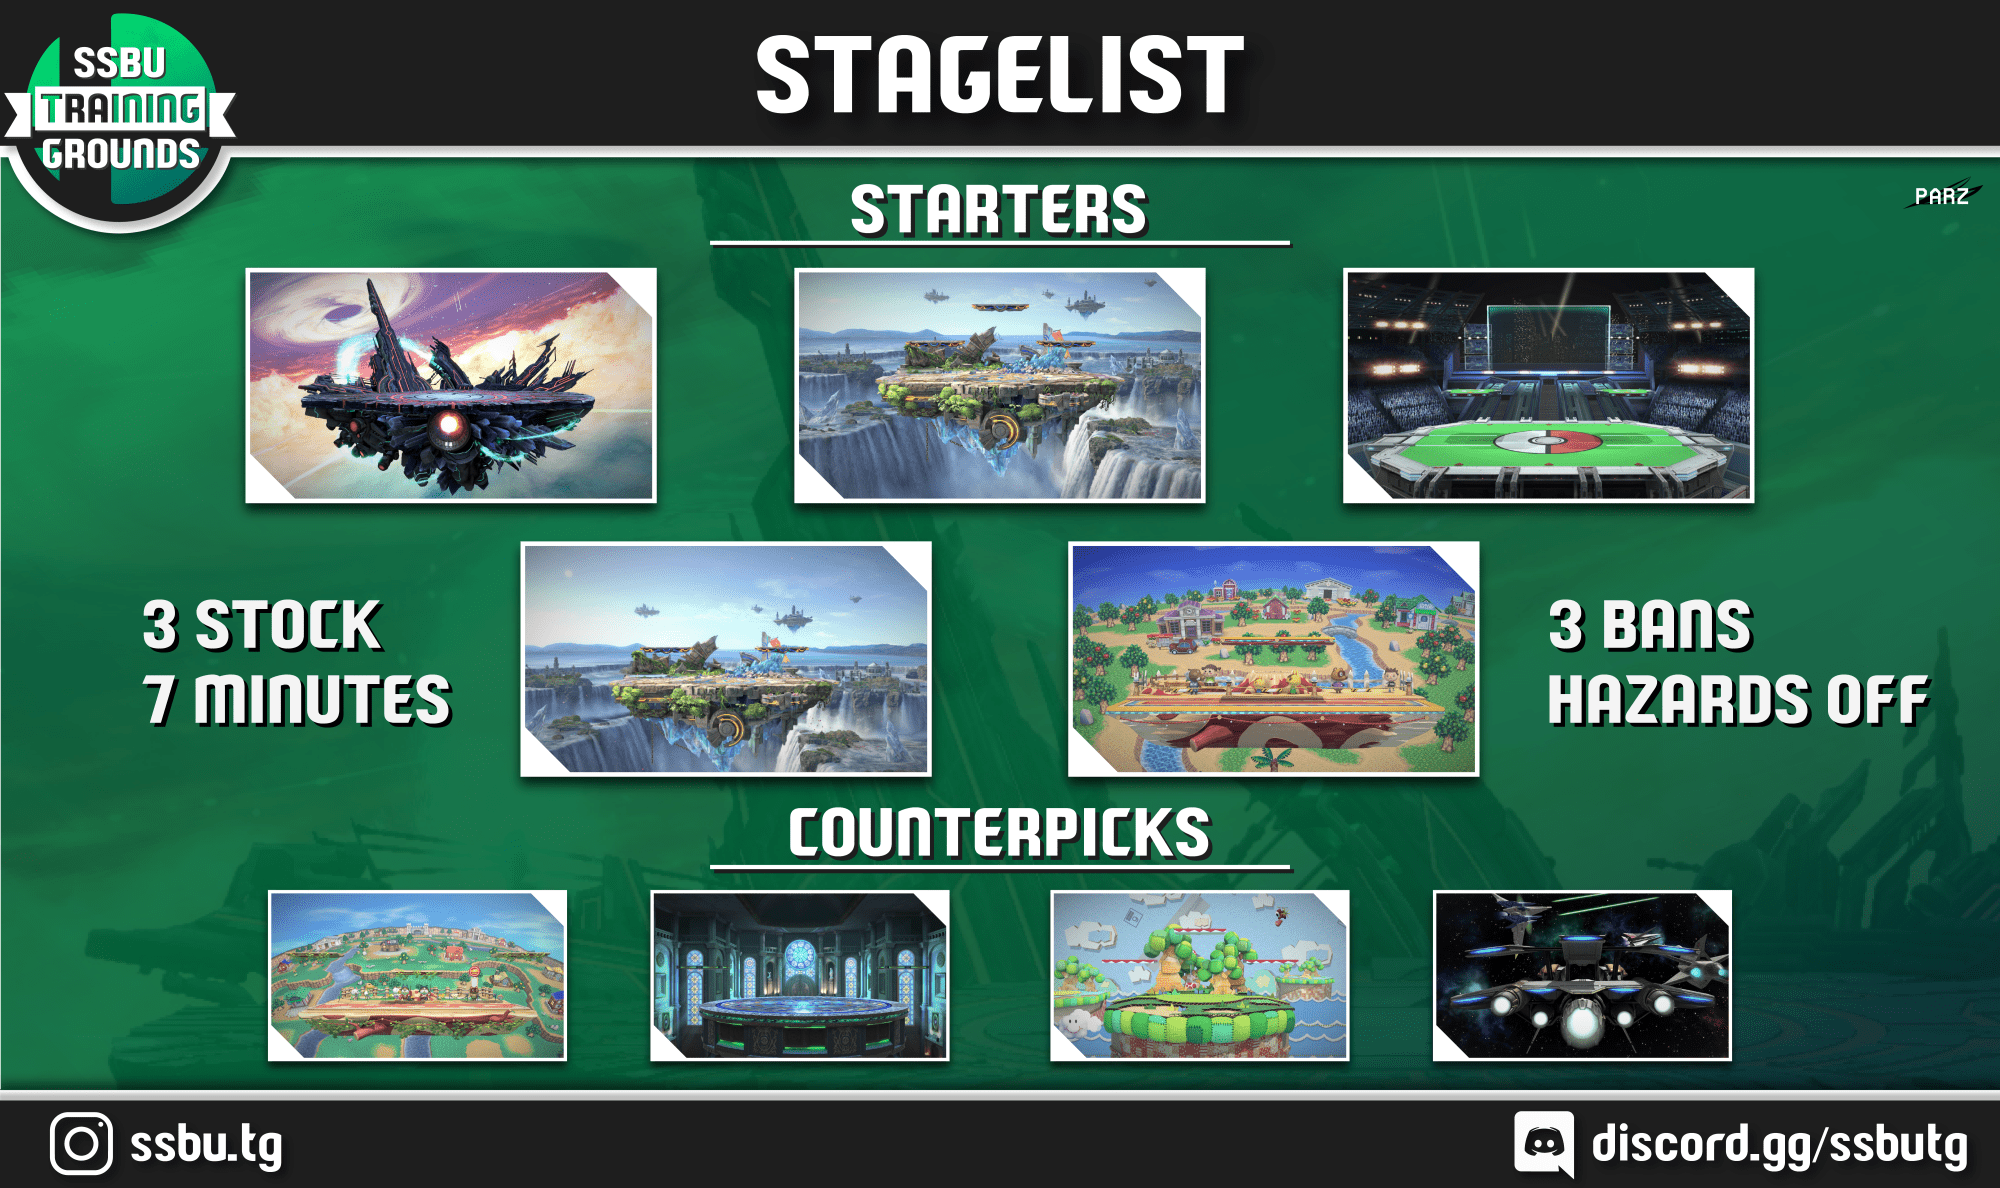 SSBU
TRAINING
GROUNDS
STAGELIST
PARZ
STARTERS
3 STOCK
7 MINUTES
3 BANS
HAZARDS OFF
COUNTERPICKS
ssbu.tg
discord.gg/ssbutg